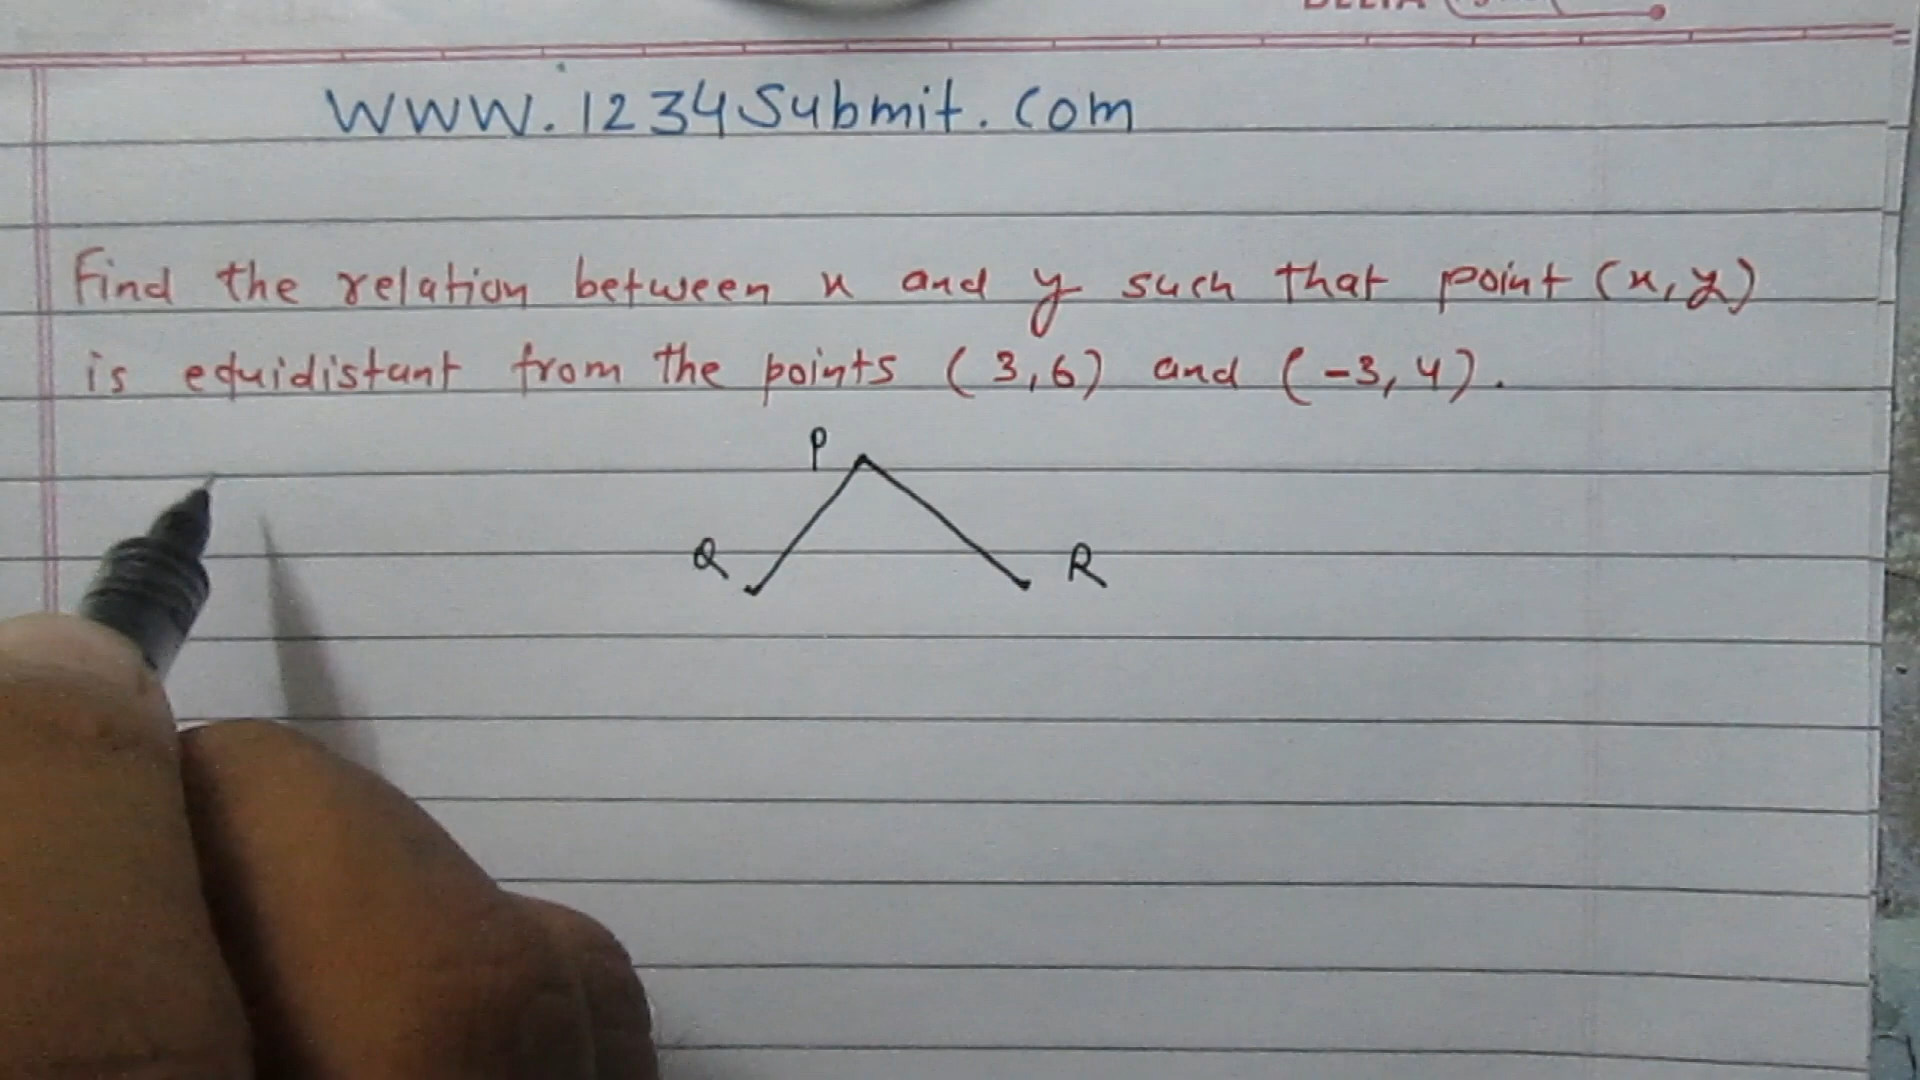 WWW.1234Submit.com
Find the relation between x and y such that point (x,y)
is equidistant from the points (3,6) and (-3,4).
P
Q R